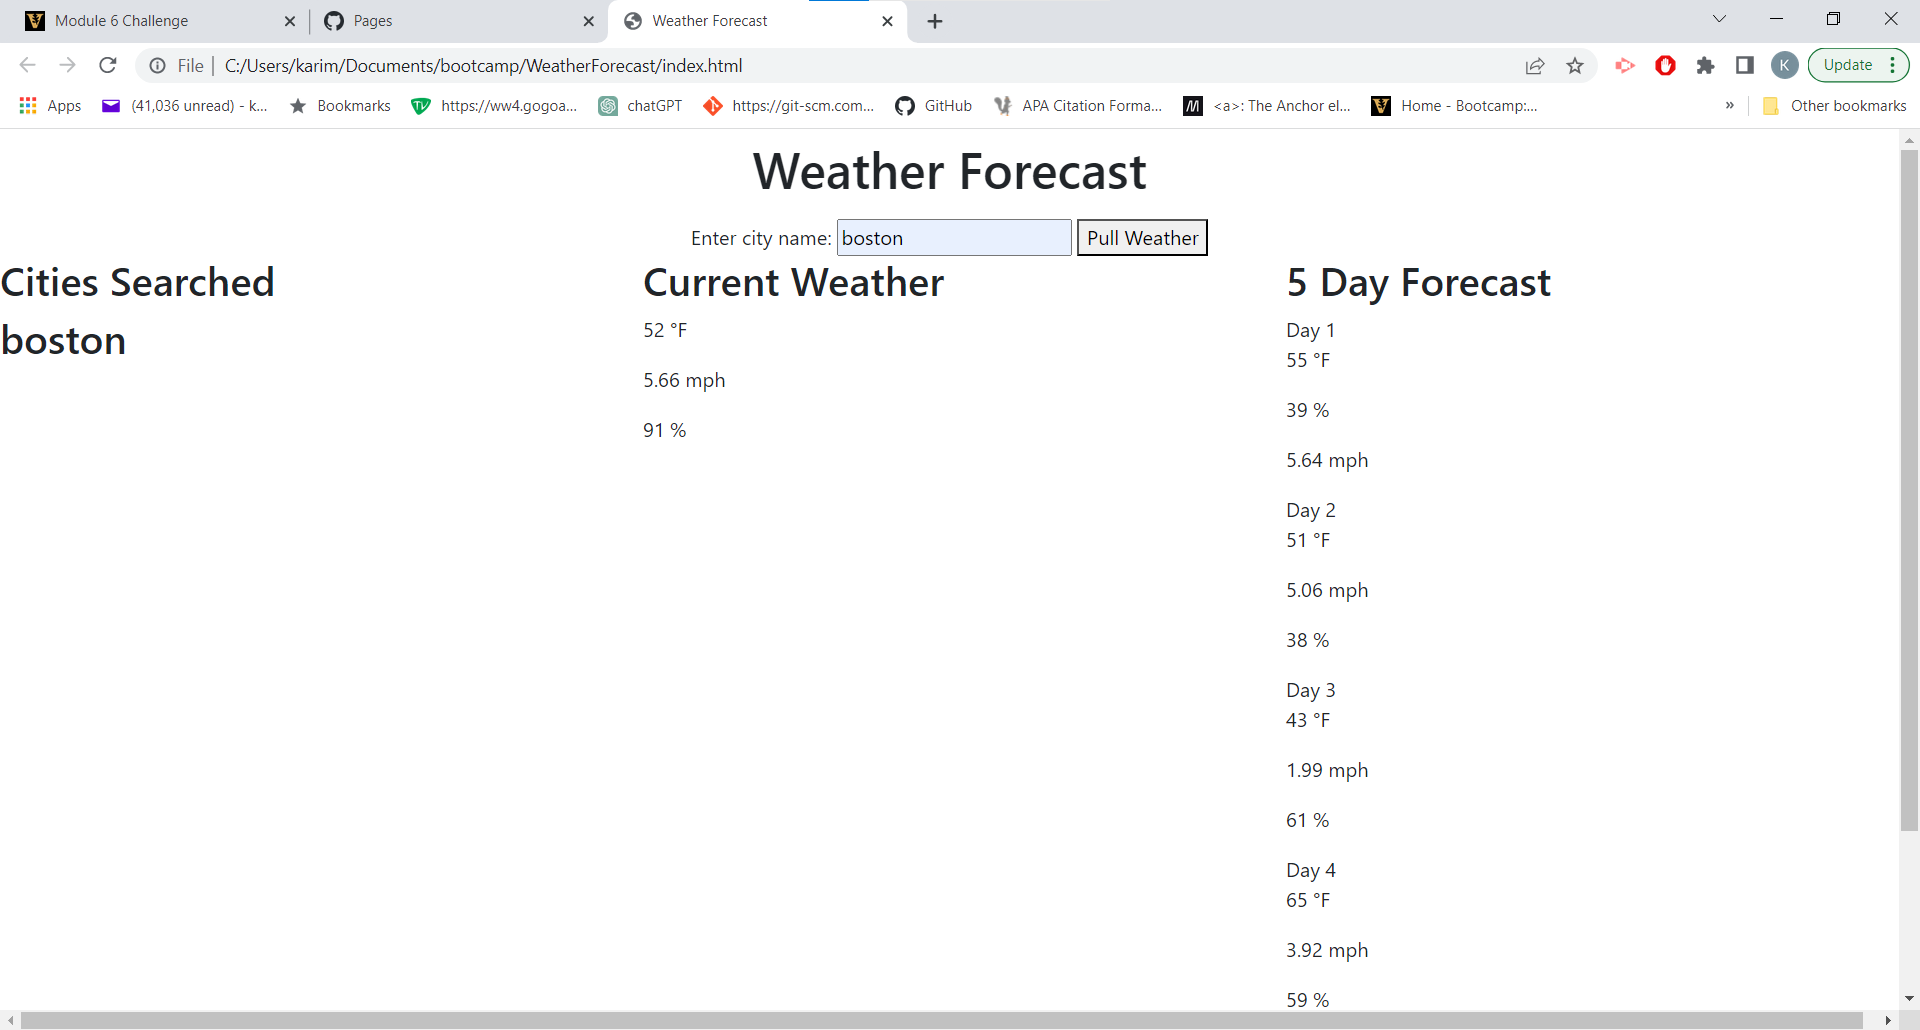 Module 6 Challenge
Pages
Weather Forecast
File
C:/Users/karim/Documents/bootcamp/WeatherForecast/index.html
K
Update
Apps
(41,036 unread) - k...
Bookmarks
https://ww4.gogoa...
chatGPT
https://git-scm.com...
GitHub
APA Citation Forma...
<a>: The Anchor el...
Home - Bootcamp:...
»
Other bookmarks
Weather Forecast
Enter city name: boston Pull Weather
Cities Searched
boston
Current Weather
52 °F
5.66 mph
91 %
5 Day Forecast
Day 1
55 °F
39 %
5.64 mph
Day 2
51 °F
5.06 mph
38 %
Day 3
43 °F
1.99 mph
61 %
Day 4
65 °F
3.92 mph
59 %